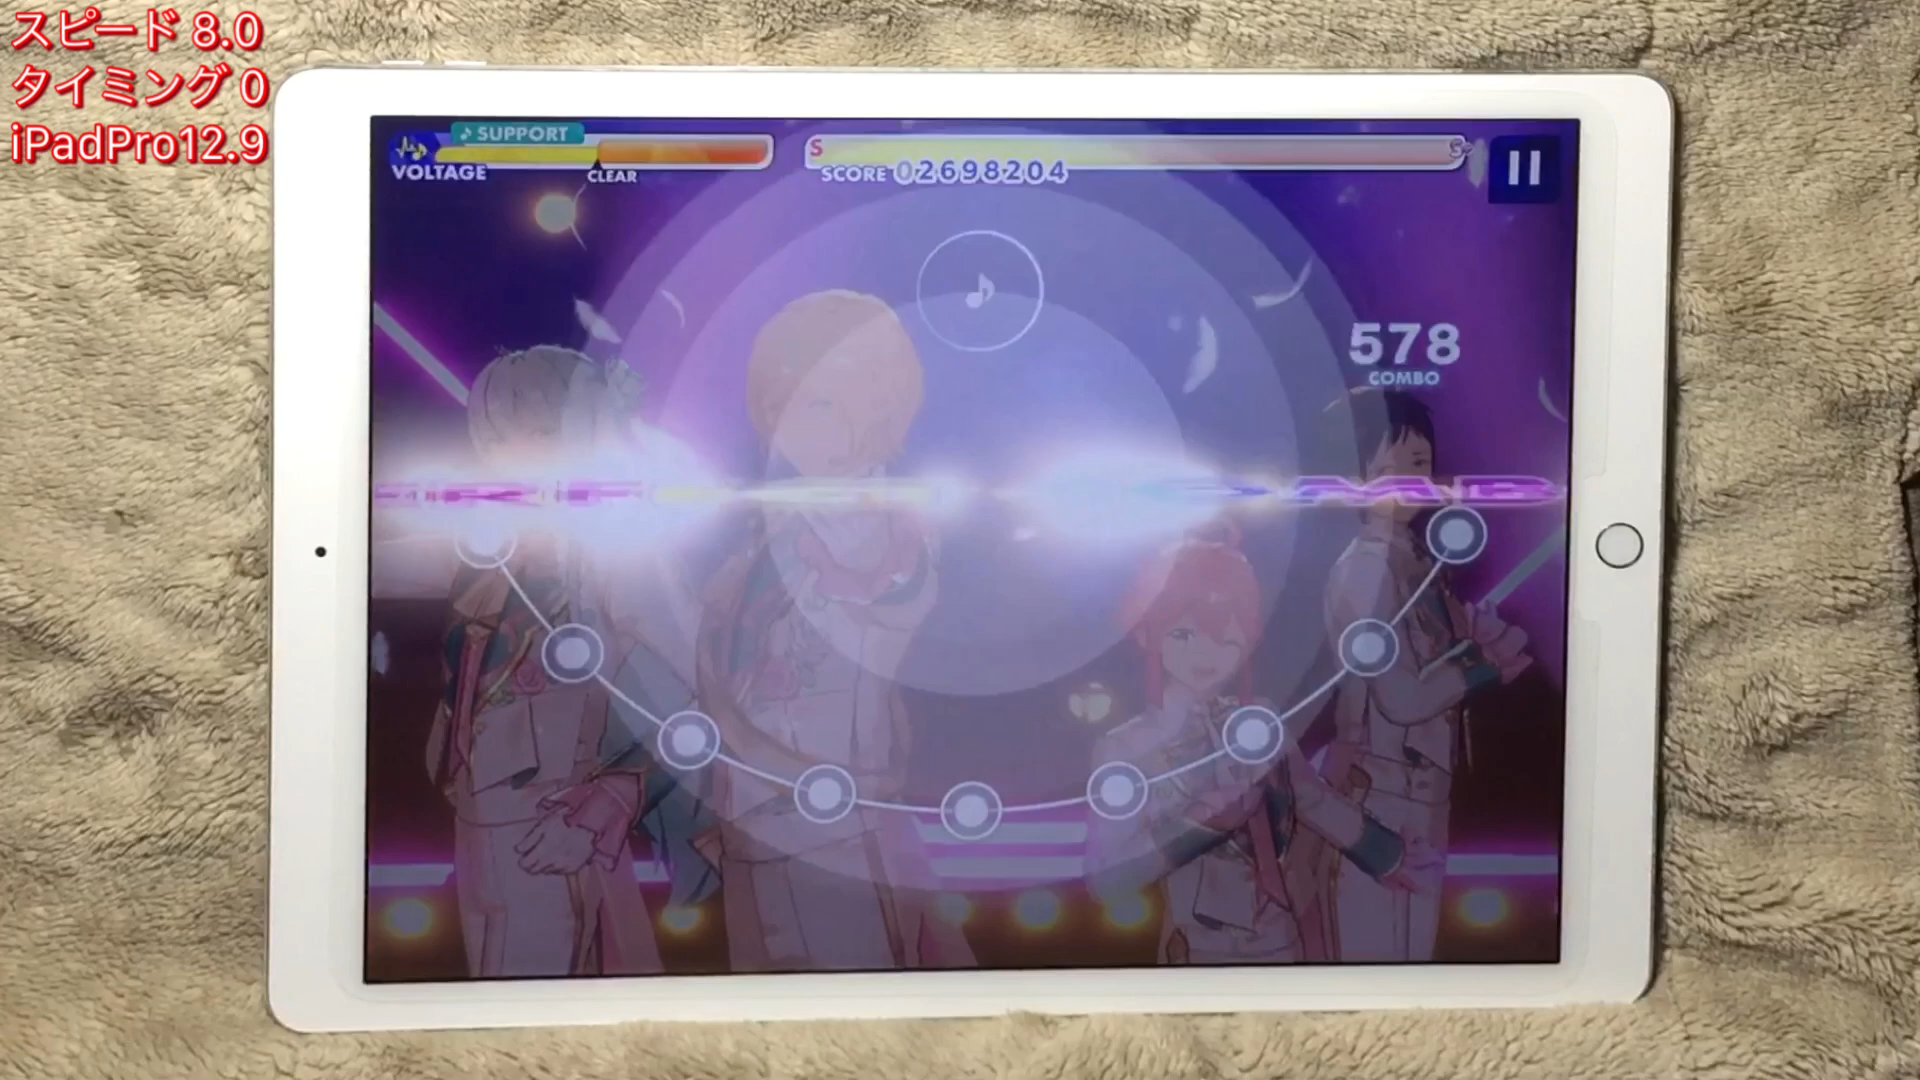 スピード 8.0
タイミング 0
iPadPro12.9
SUPPORT
VOLTAGE
CLEAR
S
S+
SCORE 02698204
578
COMBO